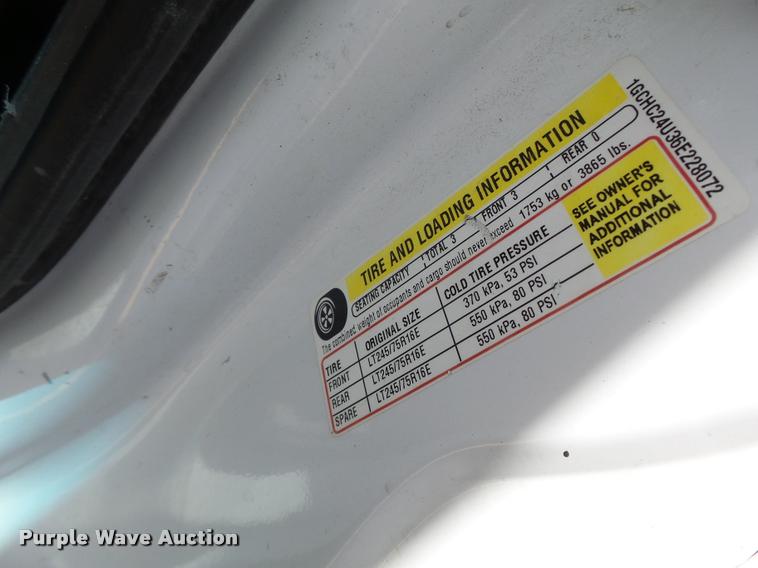 1GCHC24U36E228072
TIRE AND LOADING INFORMATION
SEATING CAPACITY TOTAL 3 FRONT 3 REAR 0
The combined weight of occupants and cargo should never exceed 1753 kg or 3865 lbs.
TIRE ORIGINAL SIZE COLD TIRE PRESSURE
FRONT LT245/75R16E 370 kPa, 53 PSI
REAR LT245/75R16E 550 kPa, 80 PSI
SPARE LT245/75R16E 550 kPa, 80 PSI
SEE OWNER'S
MANUAL FOR
ADDITIONAL
INFORMATION
Purple Wave Auction